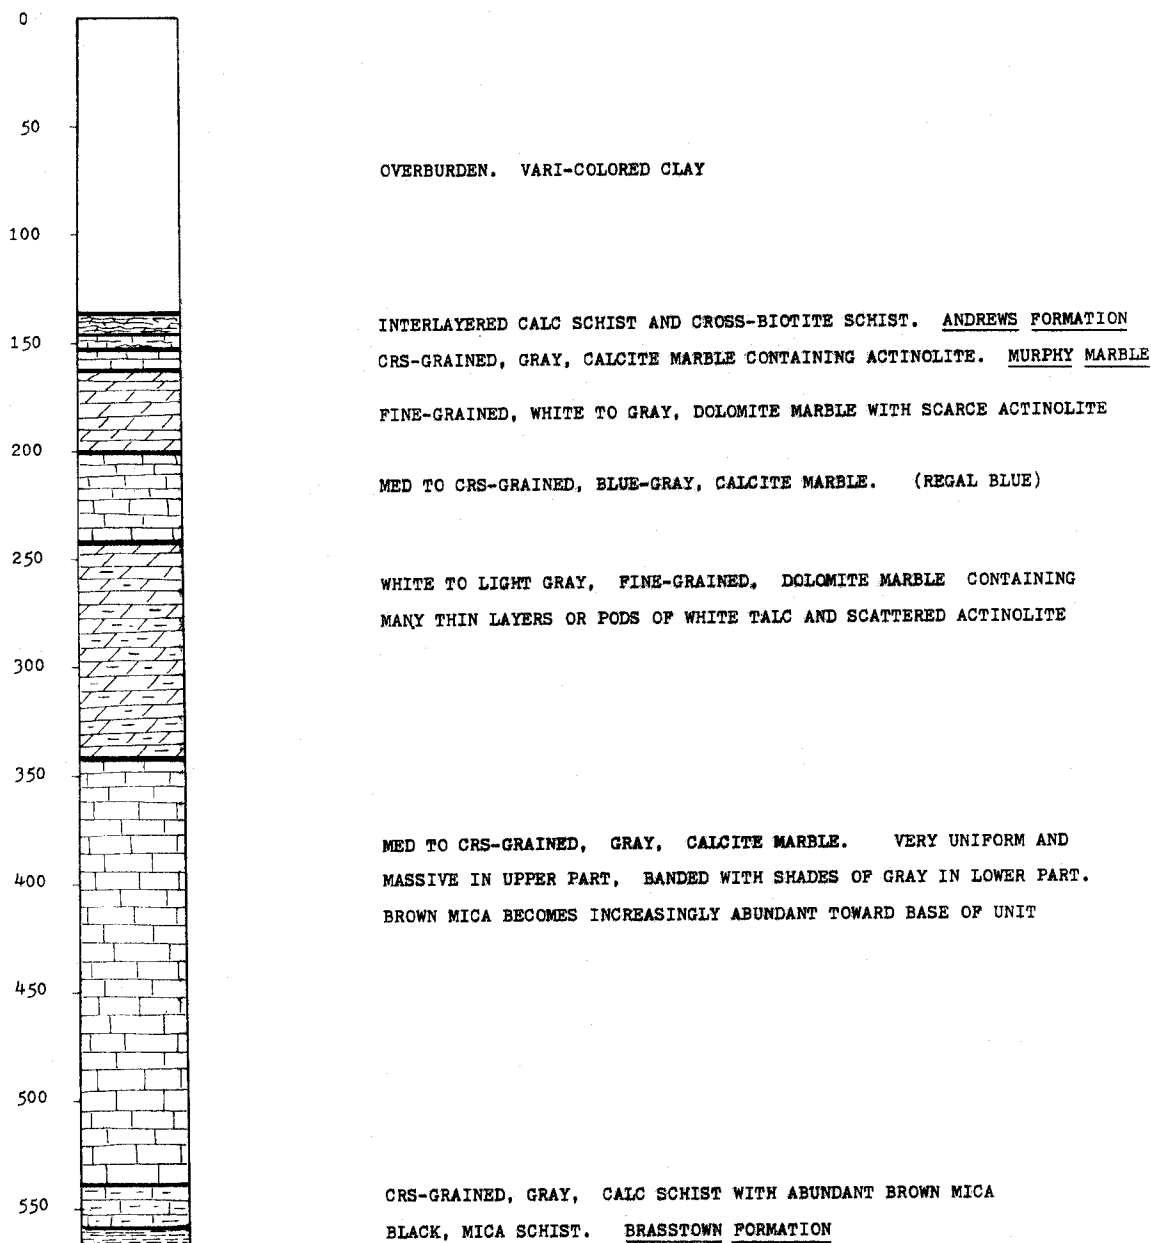 0
50
OVERBURDEN. VARI-COLORED CLAY
100
INTERLAYERED CALC SCHIST AND CROSS-BIOTITE SCHIST. ANDREWS FORMATION
150
CRS-GRAINED, GRAY, CALCITE MARBLE CONTAINING ACTINOLITE. MURPHY MARBLE
FINE-GRAINED, WHITE TO GRAY, DOLOMITE MARBLE WITH SCARCE ACTINOLITE
200
MED TO CRS-GRAINED, BLUE-GRAY, CALCITE MARBLE. (REGAL BLUE)
250
WHITE TO LIGHT GRAY, FINE-GRAINED, DOLOMITE MARBLE CONTAINING
MANY THIN LAYERS OR PODS OF WHITE TALC AND SCATTERED ACTINOLITE
300
350
MED TO CRS-GRAINED, GRAY, CALCITE MARBLE. VERY UNIFORM AND
MASSIVE IN UPPER PART, BANDED WITH SHADES OF GRAY IN LOWER PART.
400
BROWN MICA BECOMES INCREASINGLY ABUNDANT TOWARD BASE OF UNIT
450
500
CRS-GRAINED, GRAY, CALC SCHIST WITH ABUNDANT BROWN MICA
550
BLACK, MICA SCHIST. BRASSTOWN FORMATION